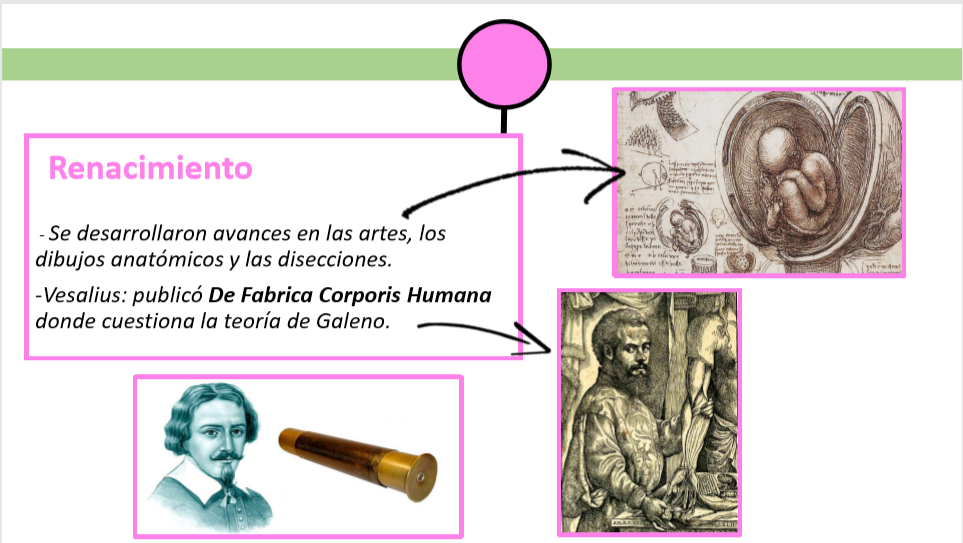 Renacimiento
- Se desarrollaron avances en las artes, los
dibujos anatómicos y las disecciones.
-Vesalius: publicó De Fabrica Corporis Humana
donde cuestiona la teoría de Galeno.